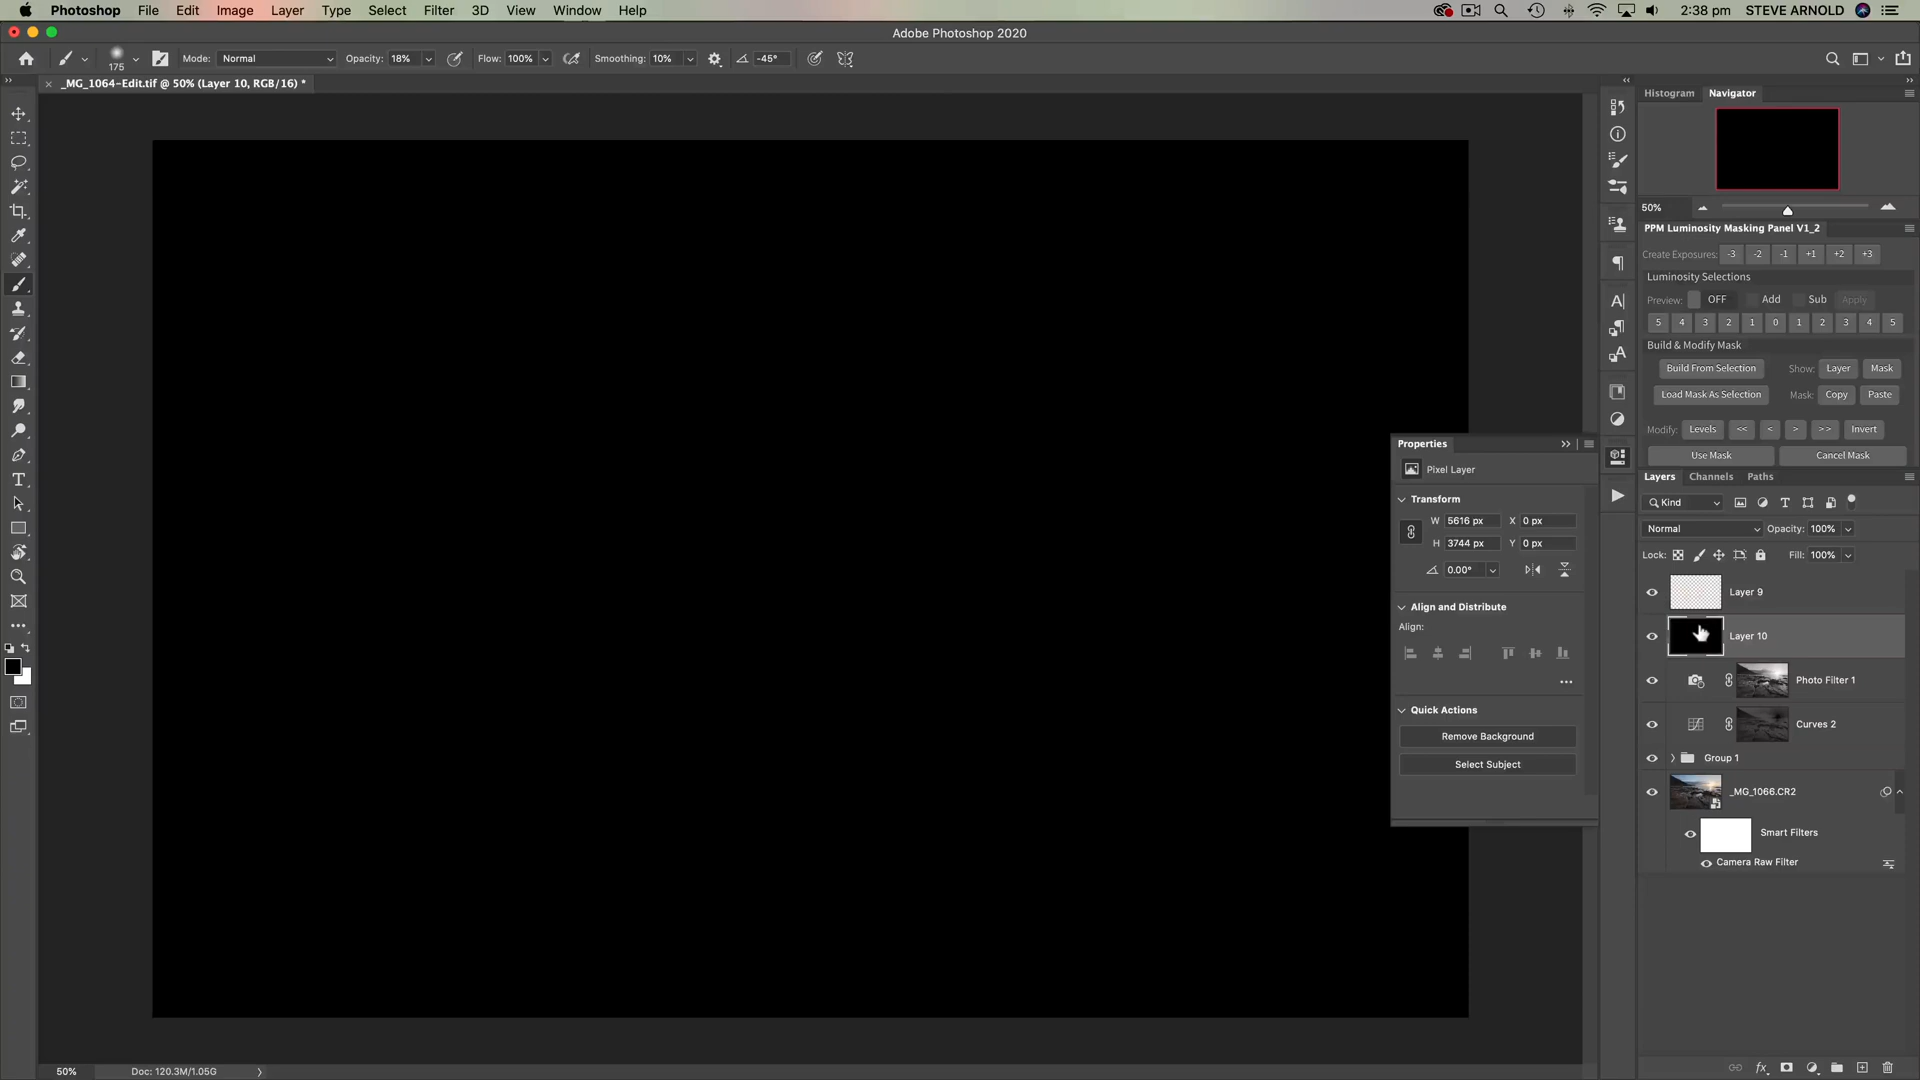 Photoshop File Edit Image Layer Type Select Filter 3D View Window Help 2:38 pm STEVE ARNOLD
Adobe Photoshop 2020
175 Mode: Normal Opacity: 18% Flow: 100% Smoothing: 10% -45°
_MG_1064-Edit.tif @ 50% (Layer 10, RGB/16) *
Histogram Navigator
50%
PPM Luminosity Masking Panel V1_2
Create Exposures: -3 -2 -1 +1 +2 +3
Luminosity Selections
Preview: OFF Add Sub Apply
5 4 3 2 1 0 1 2 3 4 5
Build & Modify Mask
Build From Selection Show: Layer Mask
Load Mask As Selection Mask: Copy Paste
Modify: Levels << < > >> Invert
Use Mask Cancel Mask
Properties
Pixel Layer
Transform
W 5616 px X 0 px
H 3744 px Y 0 px
0.00°
Align and Distribute
Align:
Quick Actions
Remove Background
Select Subject
Layers Channels Paths
Kind
Normal Opacity: 100%
Lock: Fill: 100%
Layer 9
Layer 10
Photo Filter 1
Curves 2
Group 1
_MG_1066.CR2
Smart Filters
Camera Raw Filter
50% Doc: 120.3M/1.05G